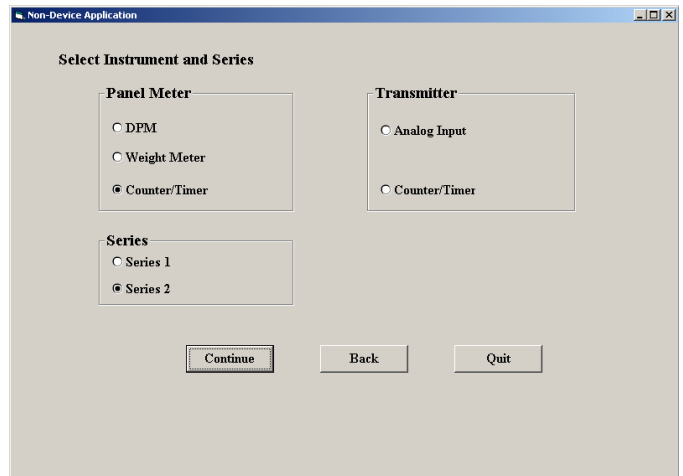 Non-Device Application
Select Instrument and Series
Panel Meter
DPM
Weight Meter
Counter/Timer
Transmitter
Analog Input
Counter/Timer
Series
Series 1
Series 2
Continue
Back
Quit